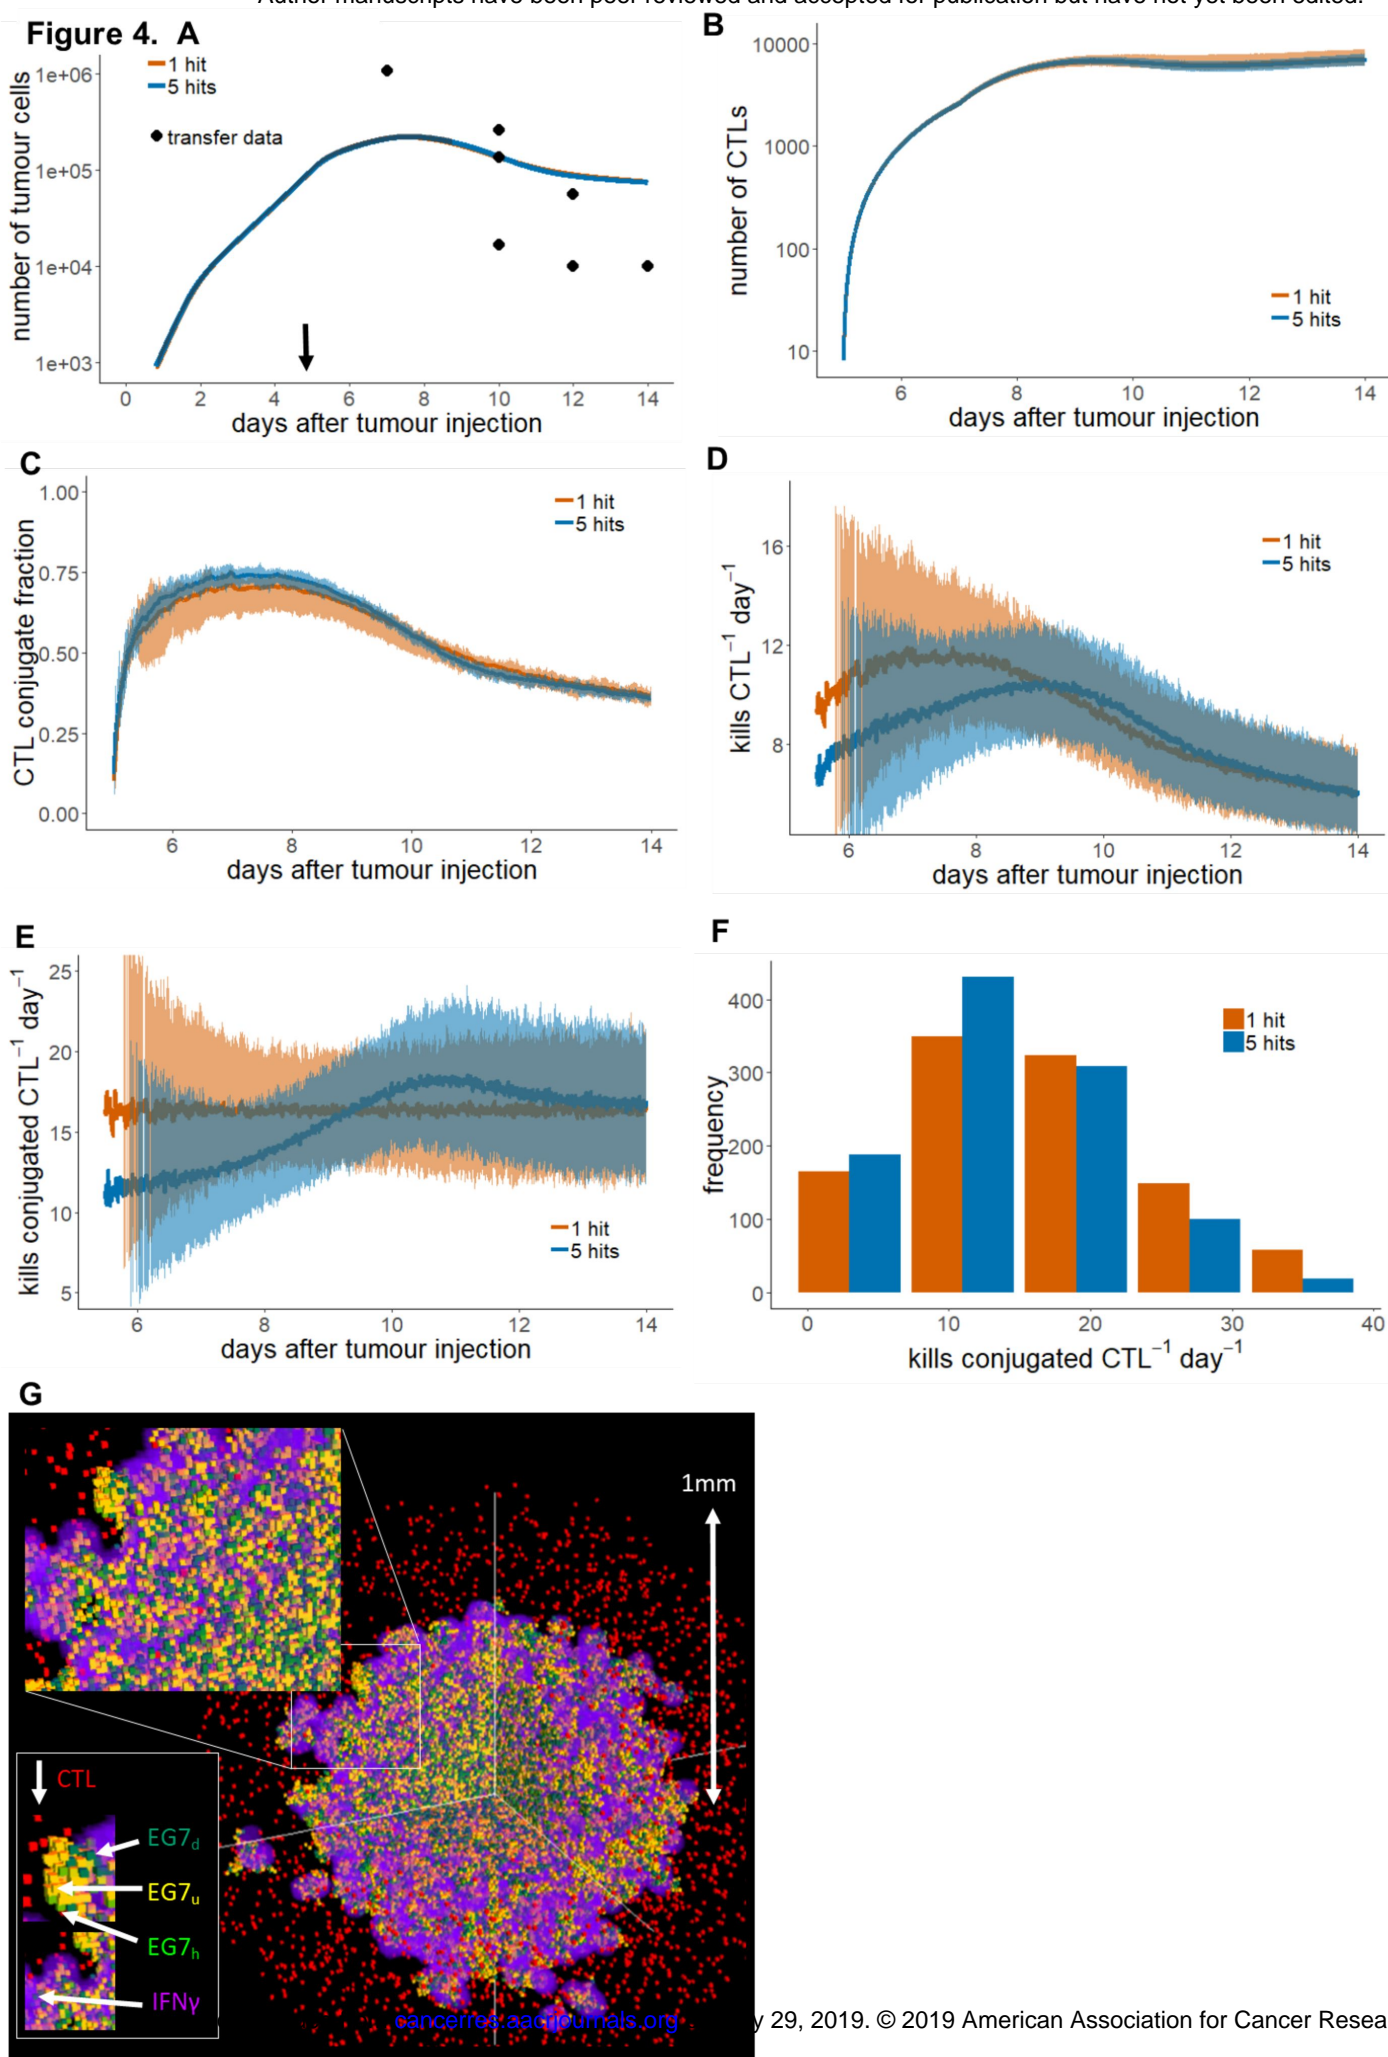 Author manuscripts have been peer reviewed and accepted for publication but have not yet been edited.
Figure 4. A
1 hit
5 hits
transfer data
number of tumour cells
1e+06
1e+05
1e+04
1e+03
0 2 4 6 8 10 12 14
days after tumour injection
B
1 hit
5 hits
number of CTLs
10000
1000
100
10
6 8 10 12 14
days after tumour injection
C
1 hit
5 hits
CTL conjugate fraction
1.00
0.75
0.50
0.25
0.00
6 8 10 12 14
days after tumour injection
D
1 hit
5 hits
kills CTL⁻¹ day⁻¹
16
12
8
6 8 10 12 14
days after tumour injection
E
1 hit
5 hits
kills conjugated CTL⁻¹ day⁻¹
25
20
15
10
5
6 8 10 12 14
days after tumour injection
F
1 hit
5 hits
frequency
400
300
200
100
0
0 10 20 30 40
kills conjugated CTL⁻¹ day⁻¹
G
1mm
CTL
EG7d
EG7u
EG7h
IFNγ
cancerres.aacrjournals.org
y 29, 2019. © 2019 American Association for Cancer Resea